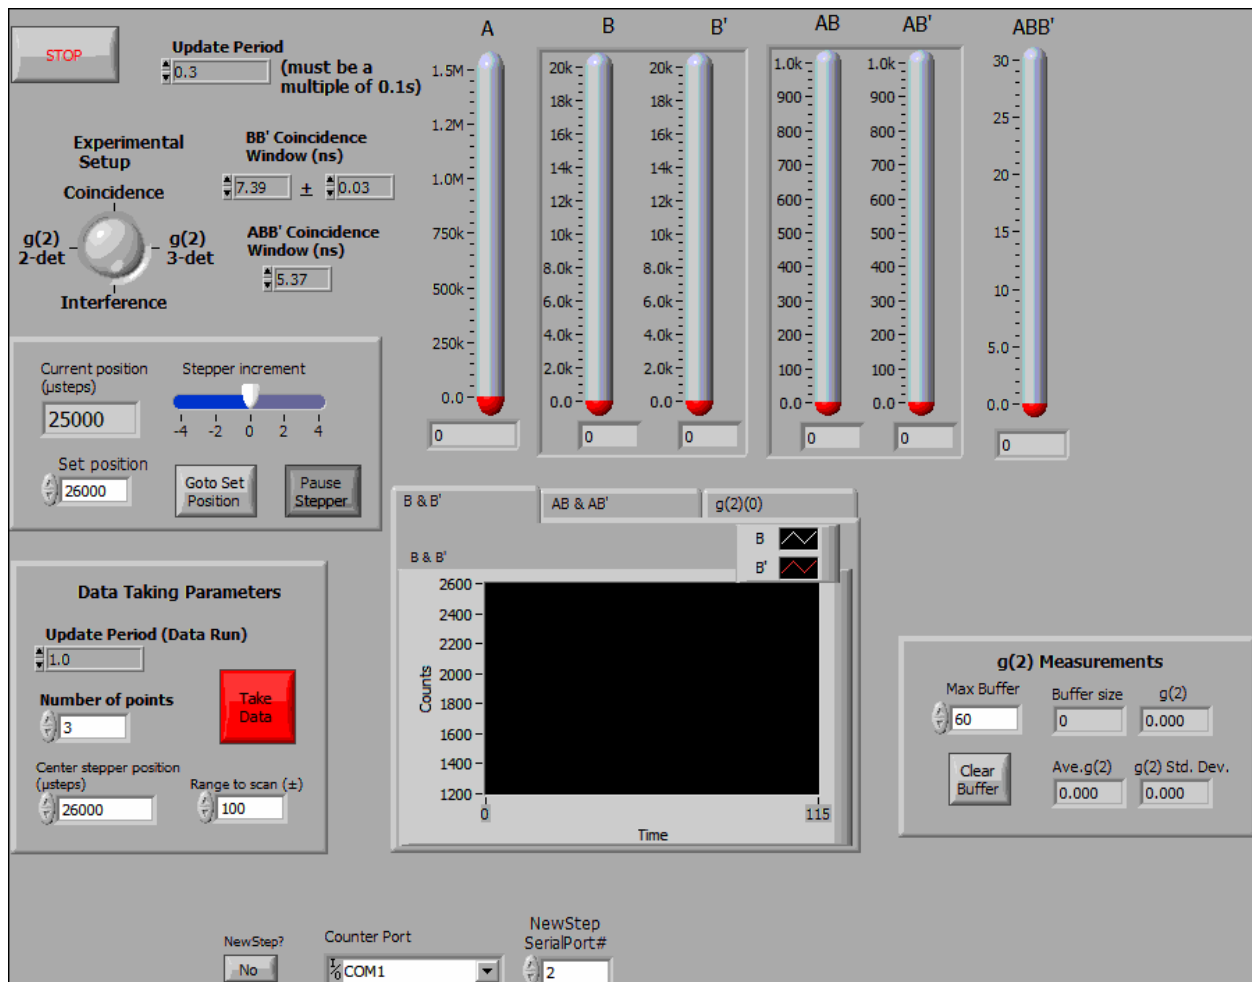 STOP
Update Period
0.3
(must be a
multiple of 0.1s)
Experimental
Setup
Coincidence
g(2)
2-det
g(2)
3-det
Interference
BB' Coincidence
Window (ns)
7.39 ± 0.03
ABB' Coincidence
Window (ns)
5.37
A
1.5M
1.2M
1.0M
750k
500k
250k
0.0
0
B
20k
18k
16k
14k
12k
10k
8.0k
6.0k
4.0k
2.0k
0.0
0
B'
20k
18k
16k
14k
12k
10k
8.0k
6.0k
4.0k
2.0k
0.0
0
AB
1.0k
900
800
700
600
500
400
300
200
100
0.0
0
AB'
1.0k
900
800
700
600
500
400
300
200
100
0.0
0
ABB'
30
25
20
15
10
5.0
0.0
0
Current position
(µsteps)
25000
Stepper increment
-4 -2 0 2 4
Set position
26000
Goto Set
Position
Pause
Stepper
B & B'
AB & AB'
g(2)(0)
B & B'
B
B'
Counts
2600
2400
2200
2000
1800
1600
1400
1200
0 115
Time
Data Taking Parameters
Update Period (Data Run)
1.0
Number of points
3
Take
Data
Center stepper position
(µsteps)
26000
Range to scan (±)
100
g(2) Measurements
Max Buffer
60
Buffer size
0
g(2)
0.000
Clear
Buffer
Ave.g(2)
0.000
g(2) Std. Dev.
0.000
NewStep?
No
Counter Port
I/O COM1
NewStep
SerialPort#
2